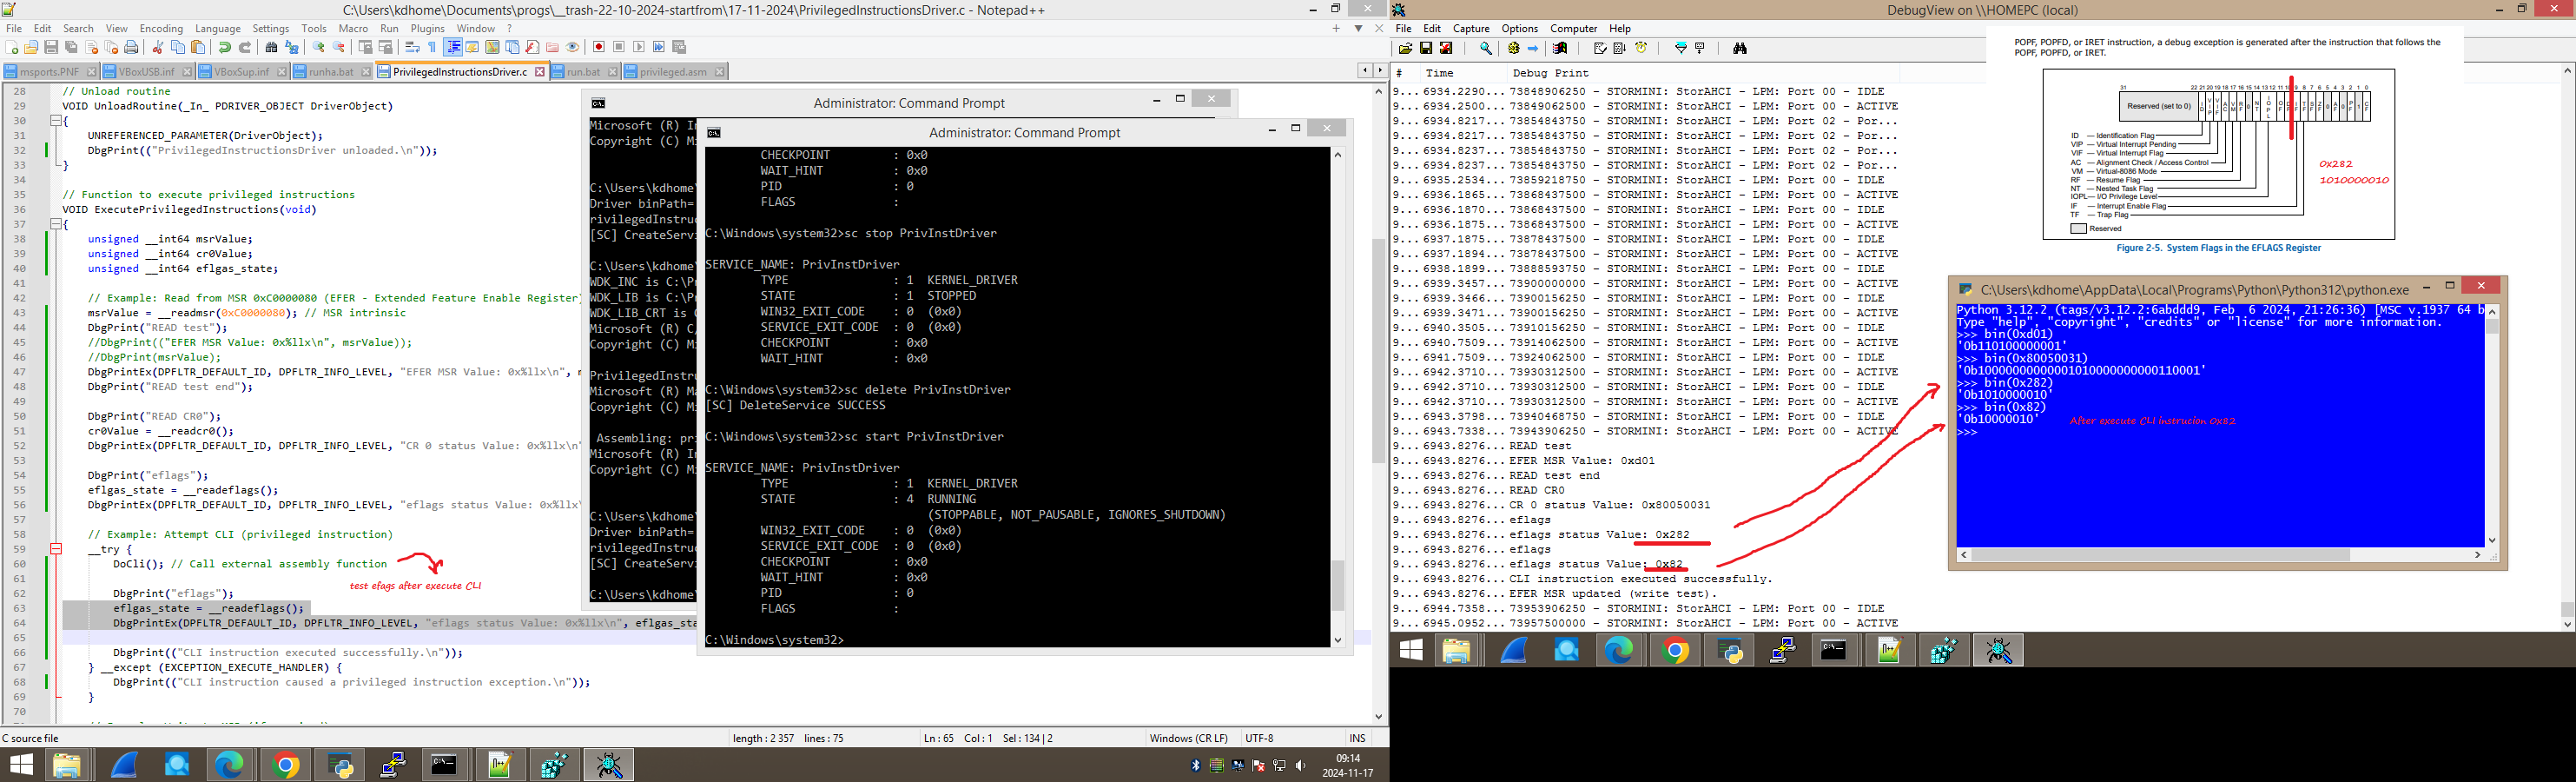 C:\Users\kdhome\Documents\progs\__trash-22-10-2024-startfrom\17-11-2024\PrivilegedInstructionsDriver.c - Notepad++
File Edit Search View Encoding Language Settings Tools Macro Run Plugins Window ?
msports.PNF VBoxUSB.inf VBoxSup.inf runha.bat PrivilegedInstructionsDriver.c run.bat privileged.asm
28 // Unload routine
29 VOID UnloadRoutine(_In_ PDRIVER_OBJECT DriverObject)
30 {
31 UNREFERENCED_PARAMETER(DriverObject);
32 DbgPrint(("PrivilegedInstructionsDriver unloaded.\n"));
33 }
34
35 // Function to execute privileged instructions
36 VOID ExecutePrivilegedInstructions(void)
37 {
38 unsigned __int64 msrValue;
39 unsigned __int64 cr0Value;
40 unsigned __int64 eflgas_state;
41
42 // Example: Read from MSR 0xC0000080 (EFER - Extended Feature Enable Register)
43 msrValue = __readmsr(0xC0000080); // MSR intrinsic
44 DbgPrint("READ test");
45 //DbgPrint(("EFER MSR Value: 0x%llx\n", msrValue));
46 //DbgPrint(msrValue);
47 DbgPrintEx(DPFLTR_DEFAULT_ID, DPFLTR_INFO_LEVEL, "EFER MSR Value: 0x%llx\n", m
48 DbgPrint("READ test end");
49
50 DbgPrint("READ CR0");
51 cr0Value = __readcr0();
52 DbgPrintEx(DPFLTR_DEFAULT_ID, DPFLTR_INFO_LEVEL, "CR 0 status Value: 0x%llx\n"
53
54 DbgPrint("eflags");
55 eflgas_state = __readeflags();
56 DbgPrintEx(DPFLTR_DEFAULT_ID, DPFLTR_INFO_LEVEL, "eflags status Value: 0x%llx\
57
58 // Example: Attempt CLI (privileged instruction)
59 __try {
60 DoCli(); // Call external assembly function
61
test efags after execute CLI
62 DbgPrint("eflags");
63 eflgas_state = __readeflags();
64 DbgPrintEx(DPFLTR_DEFAULT_ID, DPFLTR_INFO_LEVEL, "eflags status Value: 0x%llx\n", eflgas_sta
65
66 DbgPrint(("CLI instruction executed successfully.\n"));
67 } __except (EXCEPTION_EXECUTE_HANDLER) {
68 DbgPrint(("CLI instruction caused a privileged instruction exception.\n"));
69 }
70
C source file length : 2 357 lines : 75 Ln : 65 Col : 1 Sel : 134 | 2 Windows (CR LF) UTF-8 INS
09:14
2024-11-17
Administrator: Command Prompt
Microsoft (R) I
Copyright (C) Mi
C:\Users\kdhome\
Driver binPath=
rivilegedInstruc
[SC] CreateServi
C:\Users\kdhome\
WDK_INC is C:\Pr
WDK_LIB is C:\Pr
WDK_LIB_CRT is C
Microsoft (R) C/
Copyright (C) Mi
PrivilegedInstru
Microsoft (R) Ma
Copyright (C) Mi
Assembling: pri
Microsoft (R) In
Copyright (C) Mi
C:\Users\kdhome\
Driver binPath=
rivilegedInstruc
[SC] CreateServi
C:\Users\kdhome\
Administrator: Command Prompt
CHECKPOINT : 0x0
WAIT_HINT : 0x0
PID : 0
FLAGS :
C:\Windows\system32>sc stop PrivInstDriver
SERVICE_NAME: PrivInstDriver
TYPE : 1 KERNEL_DRIVER
STATE : 1 STOPPED
WIN32_EXIT_CODE : 0 (0x0)
SERVICE_EXIT_CODE : 0 (0x0)
CHECKPOINT : 0x0
WAIT_HINT : 0x0
C:\Windows\system32>sc delete PrivInstDriver
[SC] DeleteService SUCCESS
C:\Windows\system32>sc start PrivInstDriver
SERVICE_NAME: PrivInstDriver
TYPE : 1 KERNEL_DRIVER
STATE : 4 RUNNING
(STOPPABLE, NOT_PAUSABLE, IGNORES_SHUTDOWN)
WIN32_EXIT_CODE : 0 (0x0)
SERVICE_EXIT_CODE : 0 (0x0)
CHECKPOINT : 0x0
WAIT_HINT : 0x0
PID : 0
FLAGS :
C:\Windows\system32>
DebugView on \\HOMEPC (local)
File Edit Capture Options Computer Help
# Time Debug Print
9... 6934.2290... 73848906250 - STORMINI: StorAHCI - LPM: Port 00 - IDLE
9... 6934.2500... 73848906250 - STORMINI: StorAHCI - LPM: Port 00 - ACTIVE
9... 6934.8217... 73854843750 - STORMINI: StorAHCI - LPM: Port 02 - Por...
9... 6934.8217... 73854843750 - STORMINI: StorAHCI - LPM: Port 02 - Por...
9... 6934.8237... 73854843750 - STORMINI: StorAHCI - LPM: Port 02 - Por...
9... 6934.8237... 73854843750 - STORMINI: StorAHCI - LPM: Port 02 - Por...
9... 6935.2534... 73859218750 - STORMINI: StorAHCI - LPM: Port 00 - IDLE
9... 6936.1865... 73868437500 - STORMINI: StorAHCI - LPM: Port 00 - ACTIVE
9... 6936.1870... 73868437500 - STORMINI: StorAHCI - LPM: Port 00 - IDLE
9... 6936.1875... 73868437500 - STORMINI: StorAHCI - LPM: Port 00 - ACTIVE
9... 6937.1875... 73878437500 - STORMINI: StorAHCI - LPM: Port 00 - IDLE
9... 6937.1894... 73878437500 - STORMINI: StorAHCI - LPM: Port 00 - ACTIVE
9... 6938.1899... 73888593750 - STORMINI: StorAHCI - LPM: Port 00 - IDLE
9... 6939.3457... 73900000000 - STORMINI: StorAHCI - LPM: Port 00 - ACTIVE
9... 6939.3466... 73900156250 - STORMINI: StorAHCI - LPM: Port 00 - IDLE
9... 6939.3471... 73900156250 - STORMINI: StorAHCI - LPM: Port 00 - ACTIVE
9... 6940.3505... 73910156250 - STORMINI: StorAHCI - LPM: Port 00 - IDLE
9... 6940.7509... 73914062500 - STORMINI: StorAHCI - LPM: Port 00 - ACTIVE
9... 6941.7509... 73924062500 - STORMINI: StorAHCI - LPM: Port 00 - IDLE
9... 6942.3710... 73930312500 - STORMINI: StorAHCI - LPM: Port 00 - ACTIVE
9... 6942.3710... 73930312500 - STORMINI: StorAHCI - LPM: Port 00 - IDLE
9... 6942.3710... 73930312500 - STORMINI: StorAHCI - LPM: Port 00 - ACTIVE
9... 6943.3798... 73940468750 - STORMINI: StorAHCI - LPM: Port 00 - IDLE
9... 6943.7338... 73943906250 - STORMINI: StorAHCI - LPM: Port 00 - ACTIVE
9... 6943.8276... READ test
9... 6943.8276... EFER MSR Value: 0xd01
9... 6943.8276... READ test end
9... 6943.8276... READ CR0
9... 6943.8276... CR 0 status Value: 0x80050031
9... 6943.8276... eflags
9... 6943.8276... eflags status Value: 0x282
9... 6943.8276... eflags
9... 6943.8276... eflags status Value: 0x82
9... 6943.8276... CLI instruction executed successfully.
9... 6943.8276... EFER MSR updated (write test).
9... 6944.7358... 73953906250 - STORMINI: StorAHCI - LPM: Port 00 - IDLE
9... 6945.0952... 73957500000 - STORMINI: StorAHCI - LPM: Port 00 - ACTIVE
POPF, POPFD, or IRET instruction, a debug exception is generated after the instruction that follows the
POPF, POPFD, or IRET.
31 22 21 20 19 18 17 16 15 14 13 12 11 10 9 8 7 6 5 4 3 2 1 0
Reserved (set to 0)
ID — Identification Flag
VIP — Virtual Interrupt Pending
VIF — Virtual Interrupt Flag
AC — Alignment Check / Access Control
VM — Virtual-8086 Mode
RF — Resume Flag
NT — Nested Task Flag
IOPL— I/O Privilege Level
IF — Interrupt Enable Flag
TF — Trap Flag
Reserved
0x282
1010000010
Figure 2-5. System Flags in the EFLAGS Register
C:\Users\kdhome\AppData\Local\Programs\Python\Python312\python.exe
Python 3.12.2 (tags/v3.12.2:6abddd9, Feb 6 2024, 21:26:36) [MSC v.1937 64 b
Type "help", "copyright", "credits" or "license" for more information.
>>> bin(0xd01)
'0b110100000001'
>>> bin(0x80050031)
'0b10000000000001010000000000110001'
>>> bin(0x282)
'0b1010000010'
>>> bin(0x82)
'0b10000010'
>>>
After execute CLI instrucion 0x82